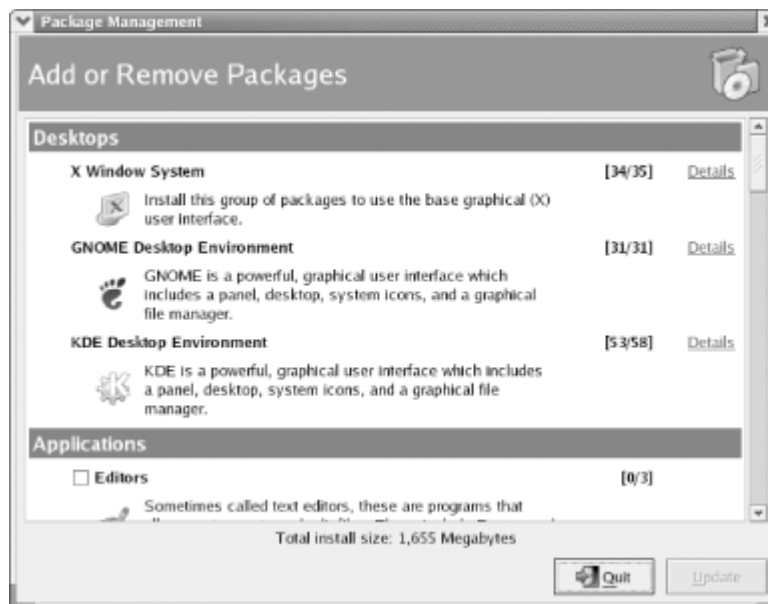 Package Management
Add or Remove Packages
Desktops
X Window System [34/35] Details
Install this group of packages to use the base graphical (X)
user interface.
GNOME Desktop Environment [31/31] Details
GNOME is a powerful, graphical user interface which
includes a panel, desktop, system icons, and a graphical
file manager.
KDE Desktop Environment [53/58] Details
KDE is a powerful, graphical user interface which includes
a panel, desktop, system icons, and a graphical file
manager.
Applications
Editors [0/3]
Sometimes called text editors, these are programs that
Total install size: 1,655 Megabytes
Quit Update